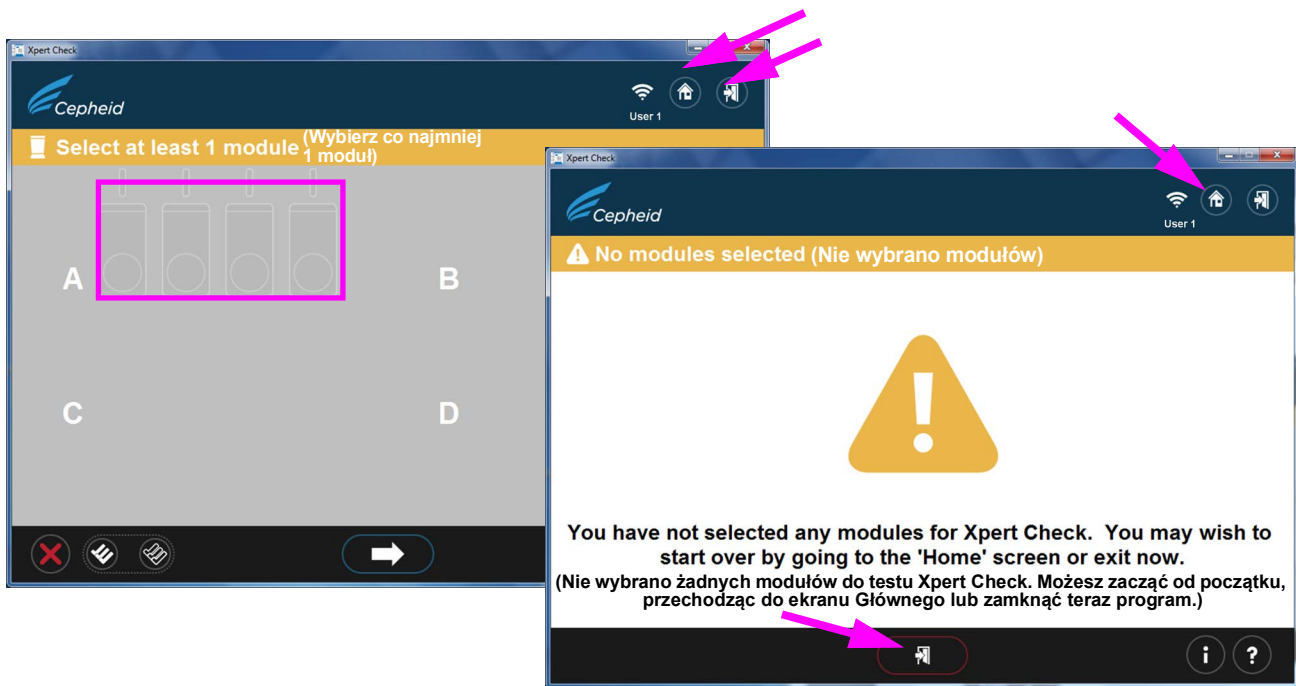 Xpert Check
Cepheid
User 1
Select at least 1 module (Wybierz co najmniej
1 moduł)
A
B
C
D
Xpert Check
Cepheid
User 1
No modules selected (Nie wybrano modułów)
You have not selected any modules for Xpert Check. You may wish to
start over by going to the 'Home' screen or exit now.
(Nie wybrano żadnych modułów do testu Xpert Check. Możesz zacząć od początku,
przechodząc do ekranu Głównego lub zamknąć teraz program.)
i
?